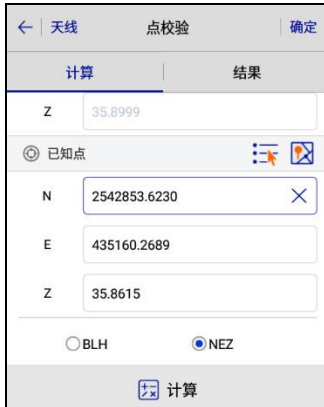 天线 点校验 确定
计算 结果
Z 35.8999
已知点
N 2542853.6230
E 435160.2689
Z 35.8615
BLH NEZ
计算